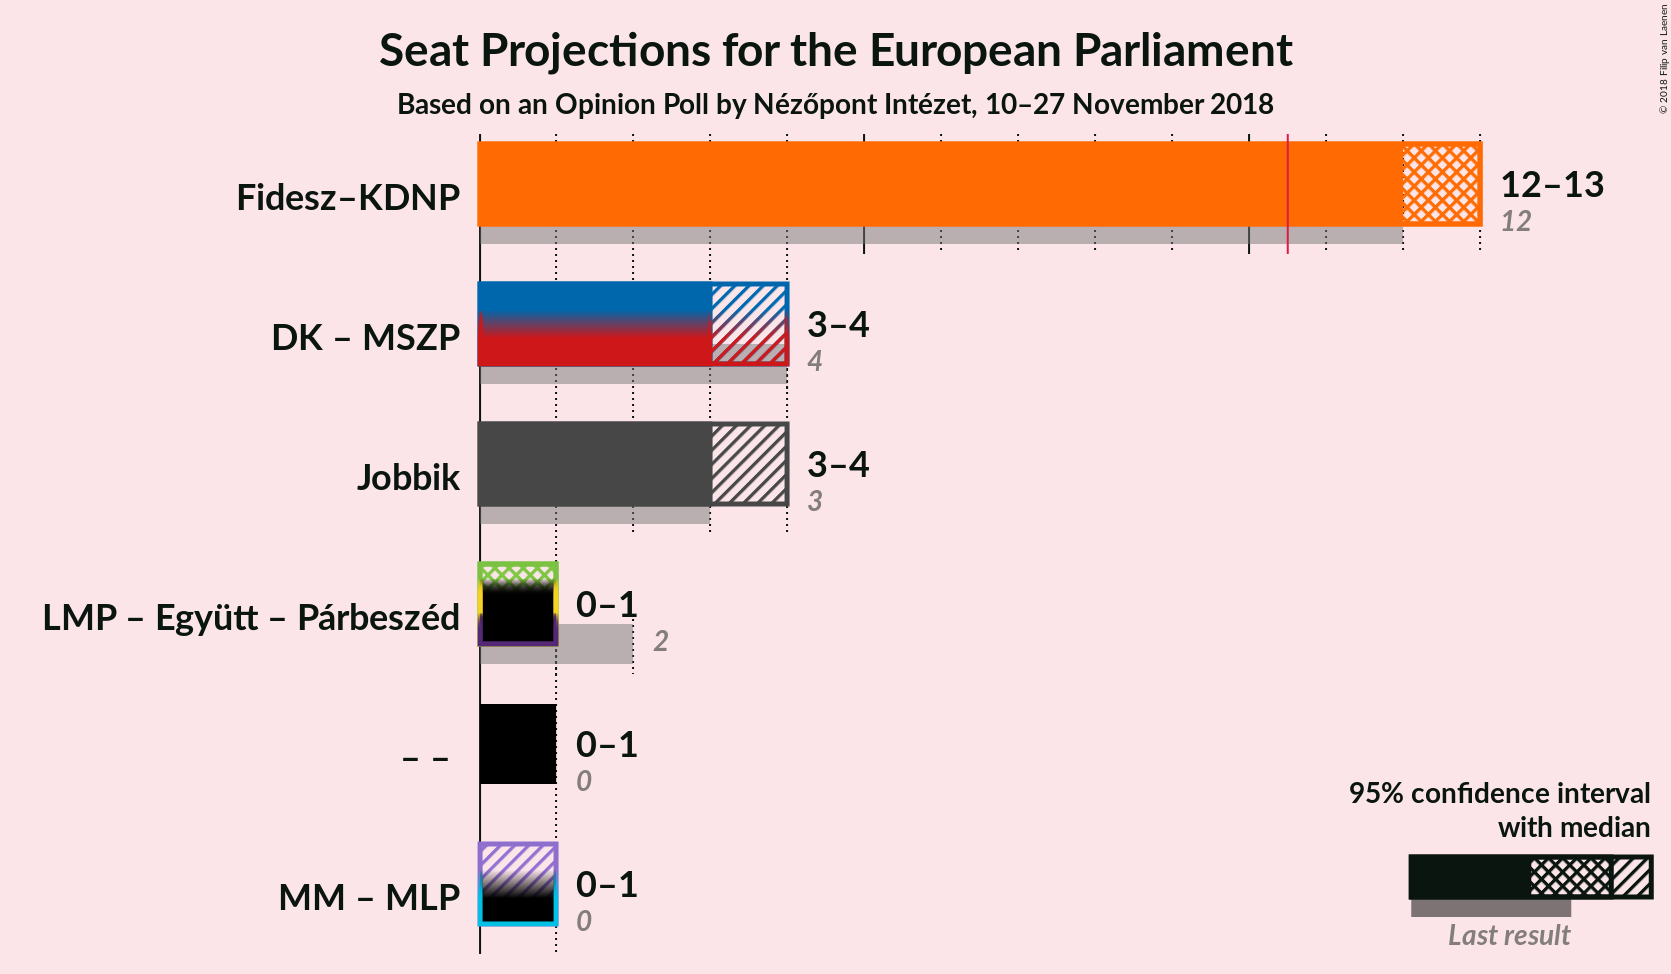 Seat Projections for the European Parliament
Based on an Opinion Poll by Nézőpont Intézet, 10–27 November 2018
© 2018 Filip van Laenen
Fidesz–KDNP
12–13
12
DK – MSZP
3–4
4
Jobbik
3–4
3
LMP – Együtt – Párbeszéd
0–1
2
– –
0–1
0
MM – MLP
0–1
0
95% confidence interval
with median
Last result